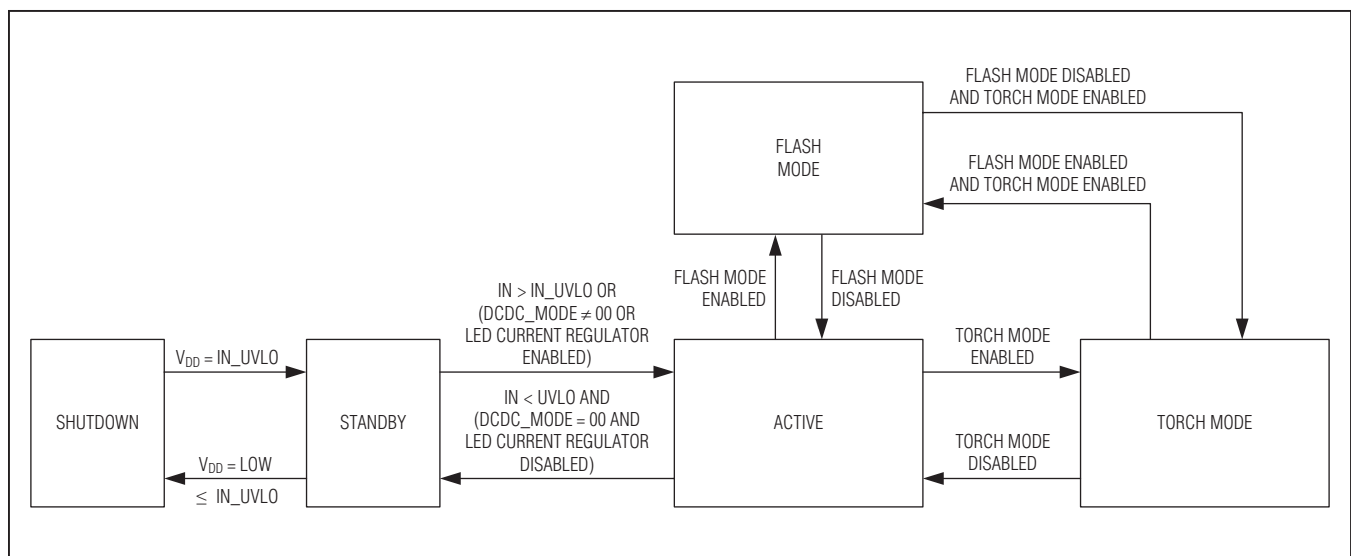 FLASH MODE DISABLED
AND TORCH MODE ENABLED
FLASH
MODE
FLASH MODE ENABLED
AND TORCH MODE ENABLED
FLASH MODE
ENABLED
FLASH MODE
DISABLED
IN > IN_UVLO OR
(DCDC_MODE ≠ 00 OR
LED CURRENT REGULATOR
ENABLED)
V_DD = IN_UVLO
TORCH MODE
ENABLED
SHUTDOWN
STANDBY
IN < UVLO AND
(DCDC_MODE = 00 AND
LED CURRENT REGULATOR
DISABLED)
ACTIVE
TORCH MODE
V_DD = LOW
≤ IN_UVLO
TORCH MODE
DISABLED